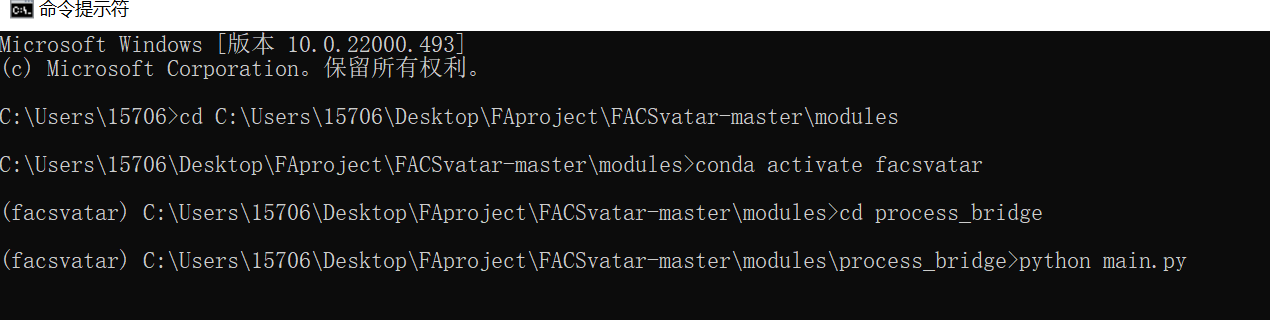 命令提示符
Microsoft Windows [版本 10.0.22000.493]
(c) Microsoft Corporation。保留所有权利。
C:\Users\15706>cd C:\Users\15706\Desktop\FAproject\FACSvatar-master\modules
C:\Users\15706\Desktop\FAproject\FACSvatar-master\modules>conda activate facsvatar
(facsvatar) C:\Users\15706\Desktop\FAproject\FACSvatar-master\modules>cd process_bridge
(facsvatar) C:\Users\15706\Desktop\FAproject\FACSvatar-master\modules\process_bridge>python main.py